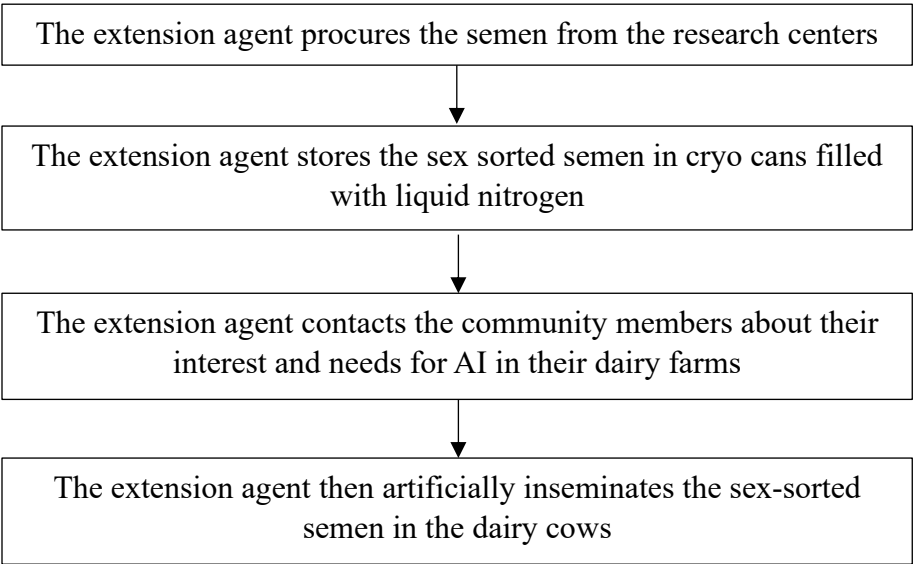 The extension agent procures the semen from the research centers
The extension agent stores the sex sorted semen in cryo cans filled
with liquid nitrogen
The extension agent contacts the community members about their
interest and needs for AI in their dairy farms
The extension agent then artificially inseminates the sex-sorted
semen in the dairy cows